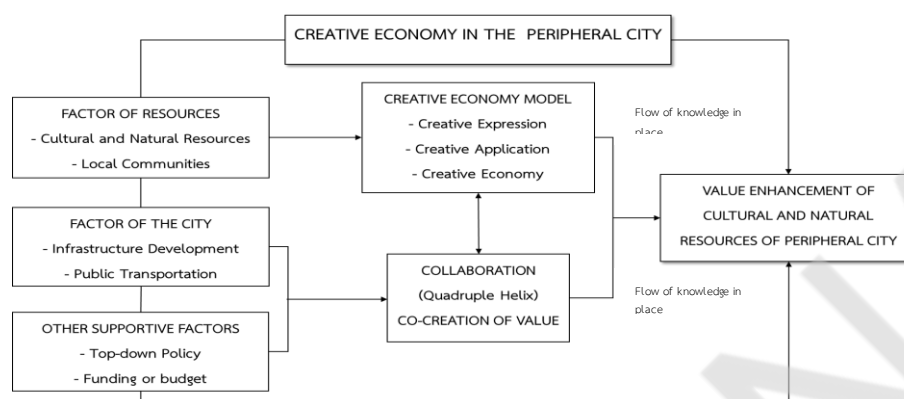 CREATIVE ECONOMY IN THE PERIPHERAL CITY
FACTOR OF RESOURCES
- Cultural and Natural Resources
- Local Communities
CREATIVE ECONOMY MODEL
- Creative Expression
- Creative Application
- Creative Economy
Flow of knowledge in
place
FACTOR OF THE CITY
- Infrastructure Development
- Public Transportation
VALUE ENHANCEMENT OF
CULTURAL AND NATURAL
RESOURCES OF PERIPHERAL CITY
COLLABORATION
(Quadruple Helix)
CO-CREATION OF VALUE
Flow of knowledge in
place
OTHER SUPPORTIVE FACTORS
- Top-down Policy
- Funding or budget